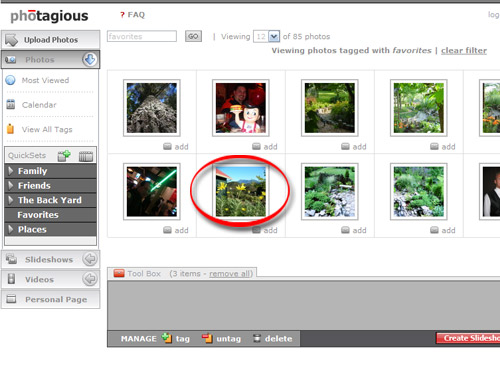 photagious
? FAQ
log
Upload Photos
favorites GO | Viewing 12 of 85 photos
Photos
Viewing photos tagged with favorites | clear filter
Most Viewed
Calendar
View All Tags
add add add add
QuickSets
Family
Friends
The Back Yard
Favorites
Places
add add add add
Slideshows
Videos
Personal Page
Tool Box (3 items - remove all)
MANAGE tag untag delete Create Slidesho